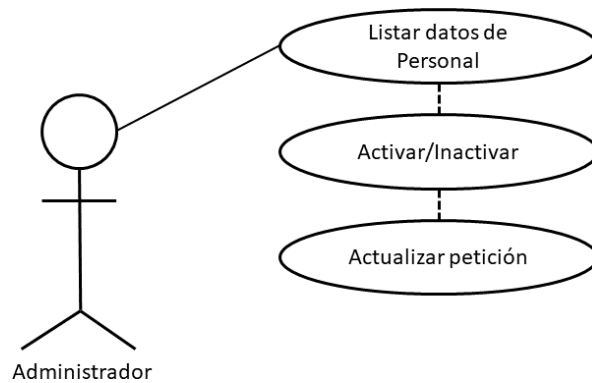 Listar datos de
Personal
Activar/Inactivar
Actualizar petición
Administrador